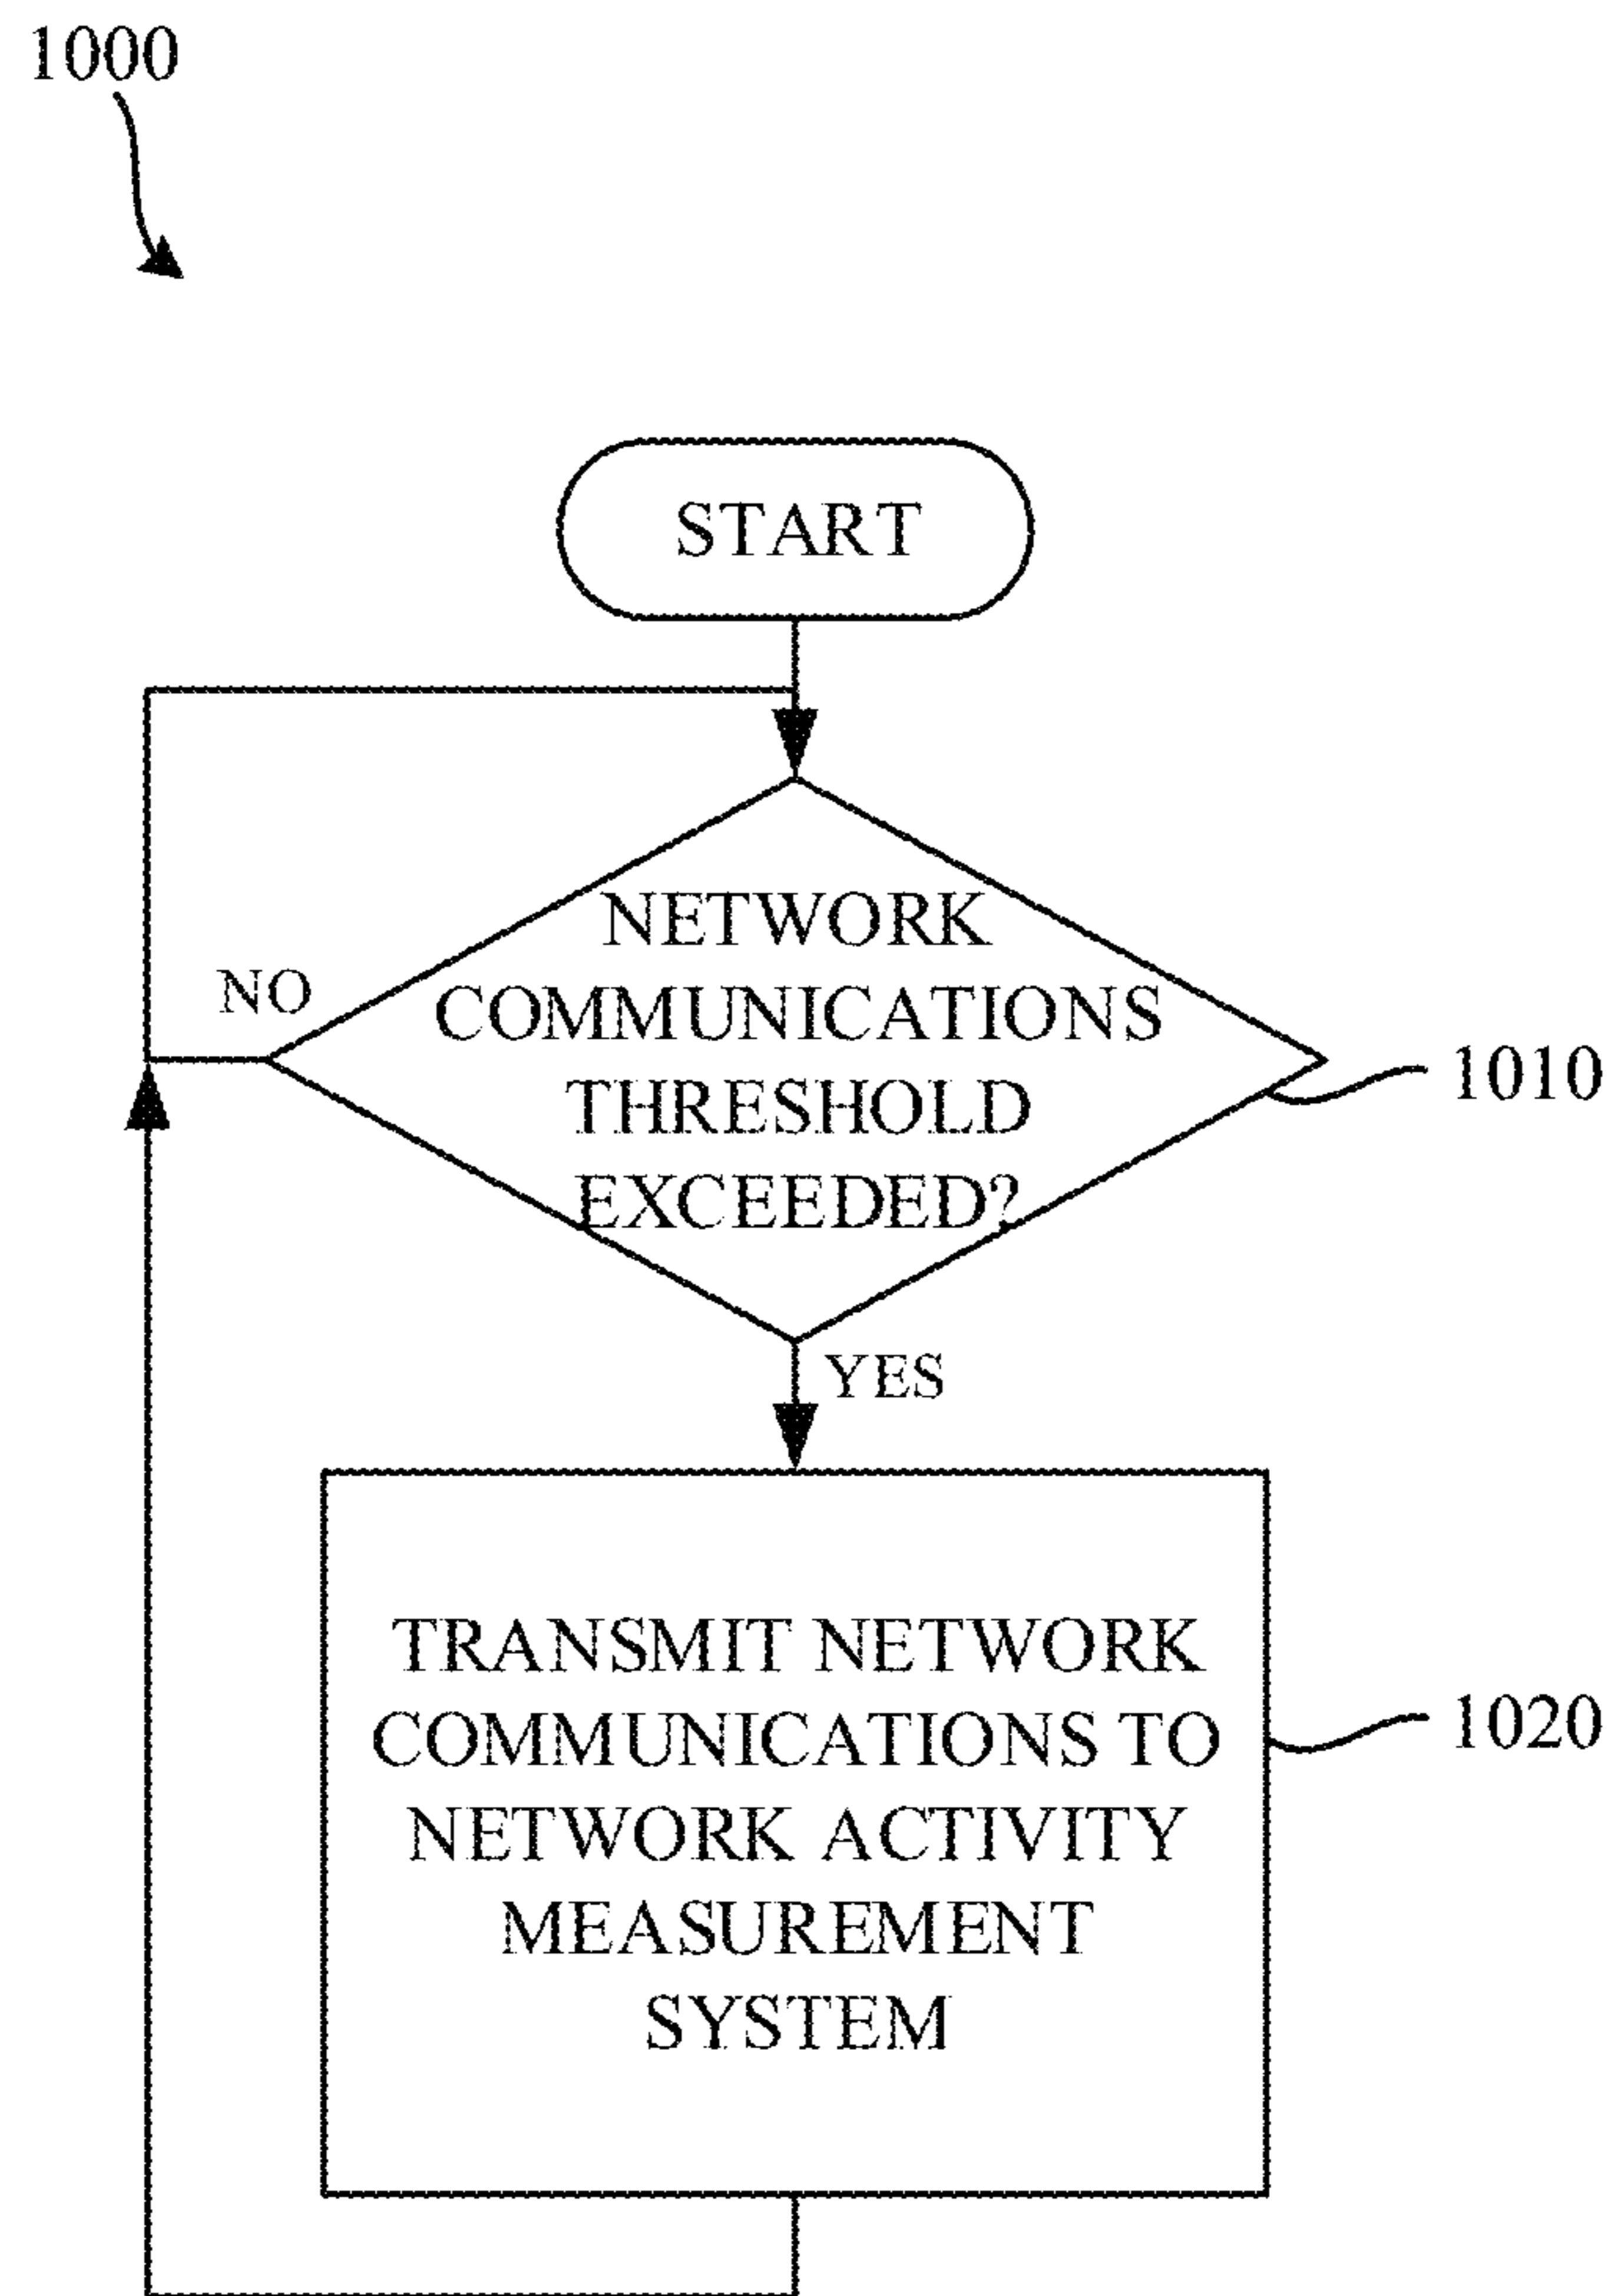 1000
START
NETWORK
COMMUNICATIONS
THRESHOLD
EXCEEDED?
NO
1010
YES
TRANSMIT NETWORK
COMMUNICATIONS TO
NETWORK ACTIVITY
MEASUREMENT
SYSTEM
1020